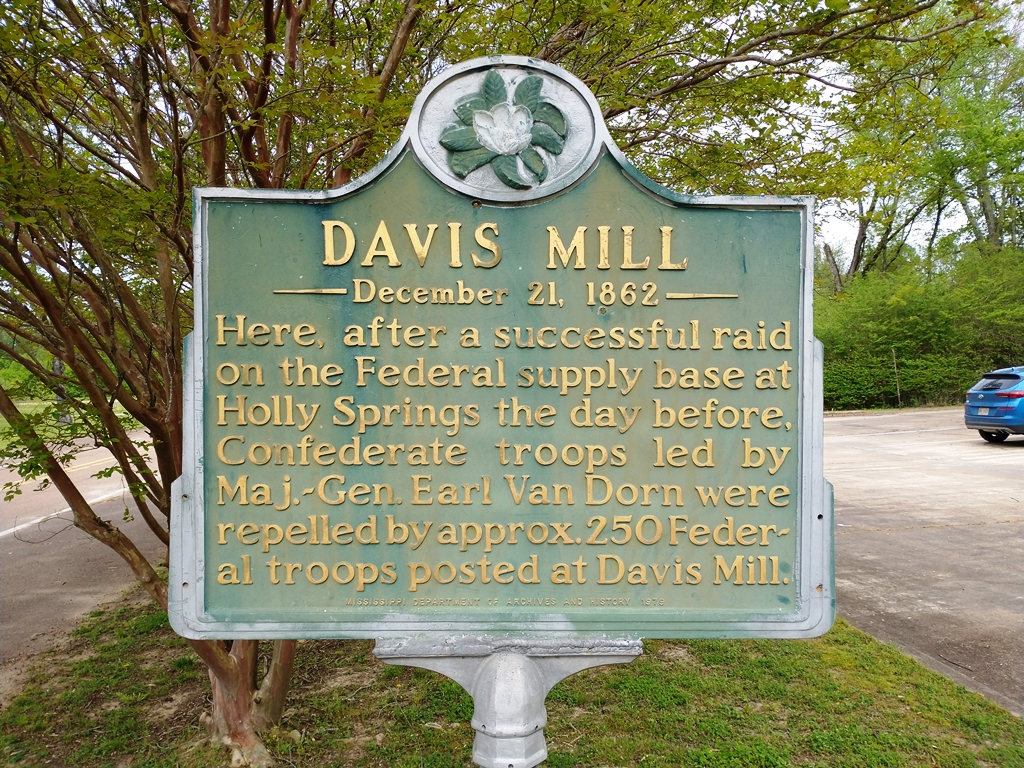 DAVIS MILL
December 21, 1862
Here, after a successful raid
on the Federal supply base at
Holly Springs the day before,
Confederate troops led by
Maj.-Gen. Earl Van Dorn were
repelled by approx. 250 Feder-
al troops posted at Davis Mill.
MISSISSIPPI DEPARTMENT OF ARCHIVES AND HISTORY